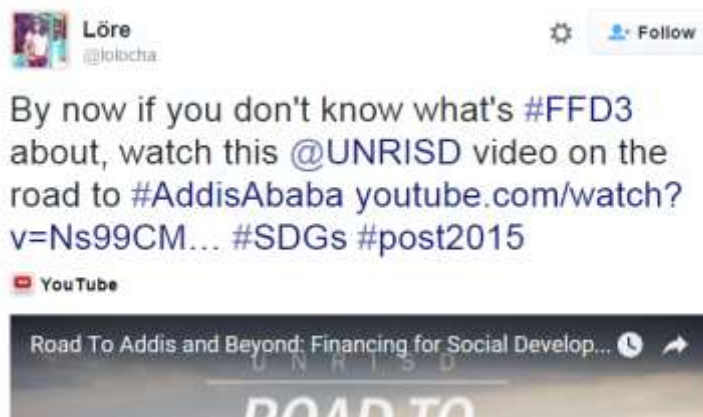 Löre
@lolocha
Follow
By now if you don't know what's #FFD3
about, watch this @UNRISD video on the
road to #AddisAbaba youtube.com/watch?
v=Ns99CM... #SDGs #post2015
YouTube
Road To Addis and Beyond: Financing for Social Develop...
UNRISD
ROAD TO